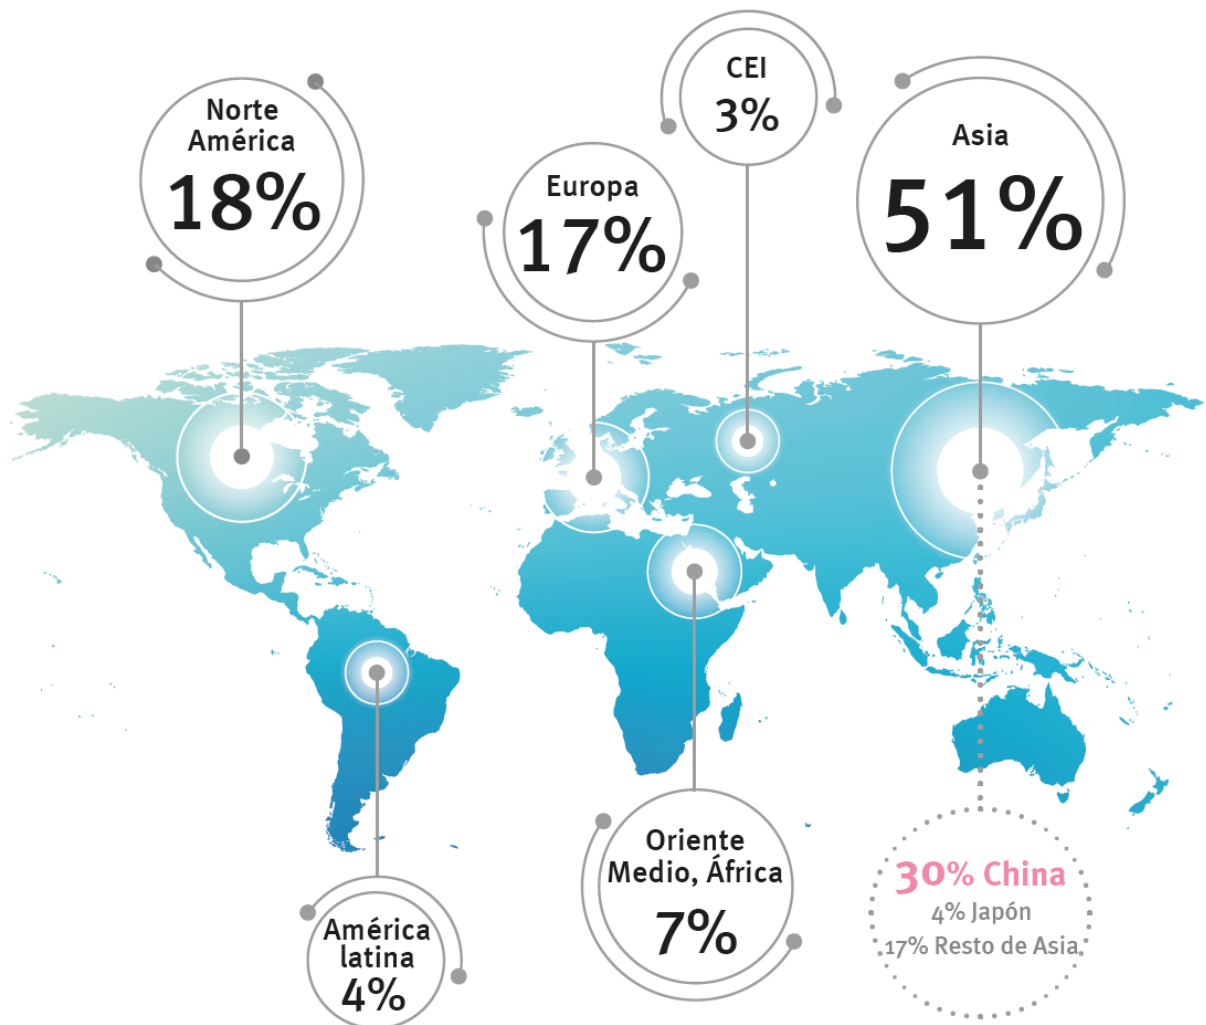 Norte
América
18%
Europa
17%
CEI
3%
Asia
51%
América
latina
4%
Oriente
Medio, África
7%
30% China
4% Japón
17% Resto de Asia